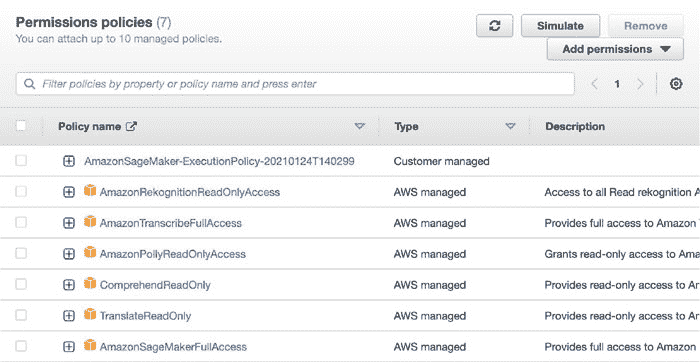 Permissions policies (7)
You can attach up to 10 managed policies.
Simulate
Remove
Add permissions
Filter policies by property or policy name and press enter
1
Policy name Type Description
AmazonSageMaker-ExecutionPolicy-20210124T140299 Customer managed
AmazonRekognitionReadOnlyAccess AWS managed Access to all Read rekognition A
AmazonTranscribeFullAccess AWS managed Provides full access to Amazon
AmazonPollyReadOnlyAccess AWS managed Grants read-only access to Ama
ComprehendReadOnly AWS managed Provides read-only access to Ar
TranslateReadOnly AWS managed Provides read-only access to Ar
AmazonSageMakerFullAccess AWS managed Provides full access to Amazon